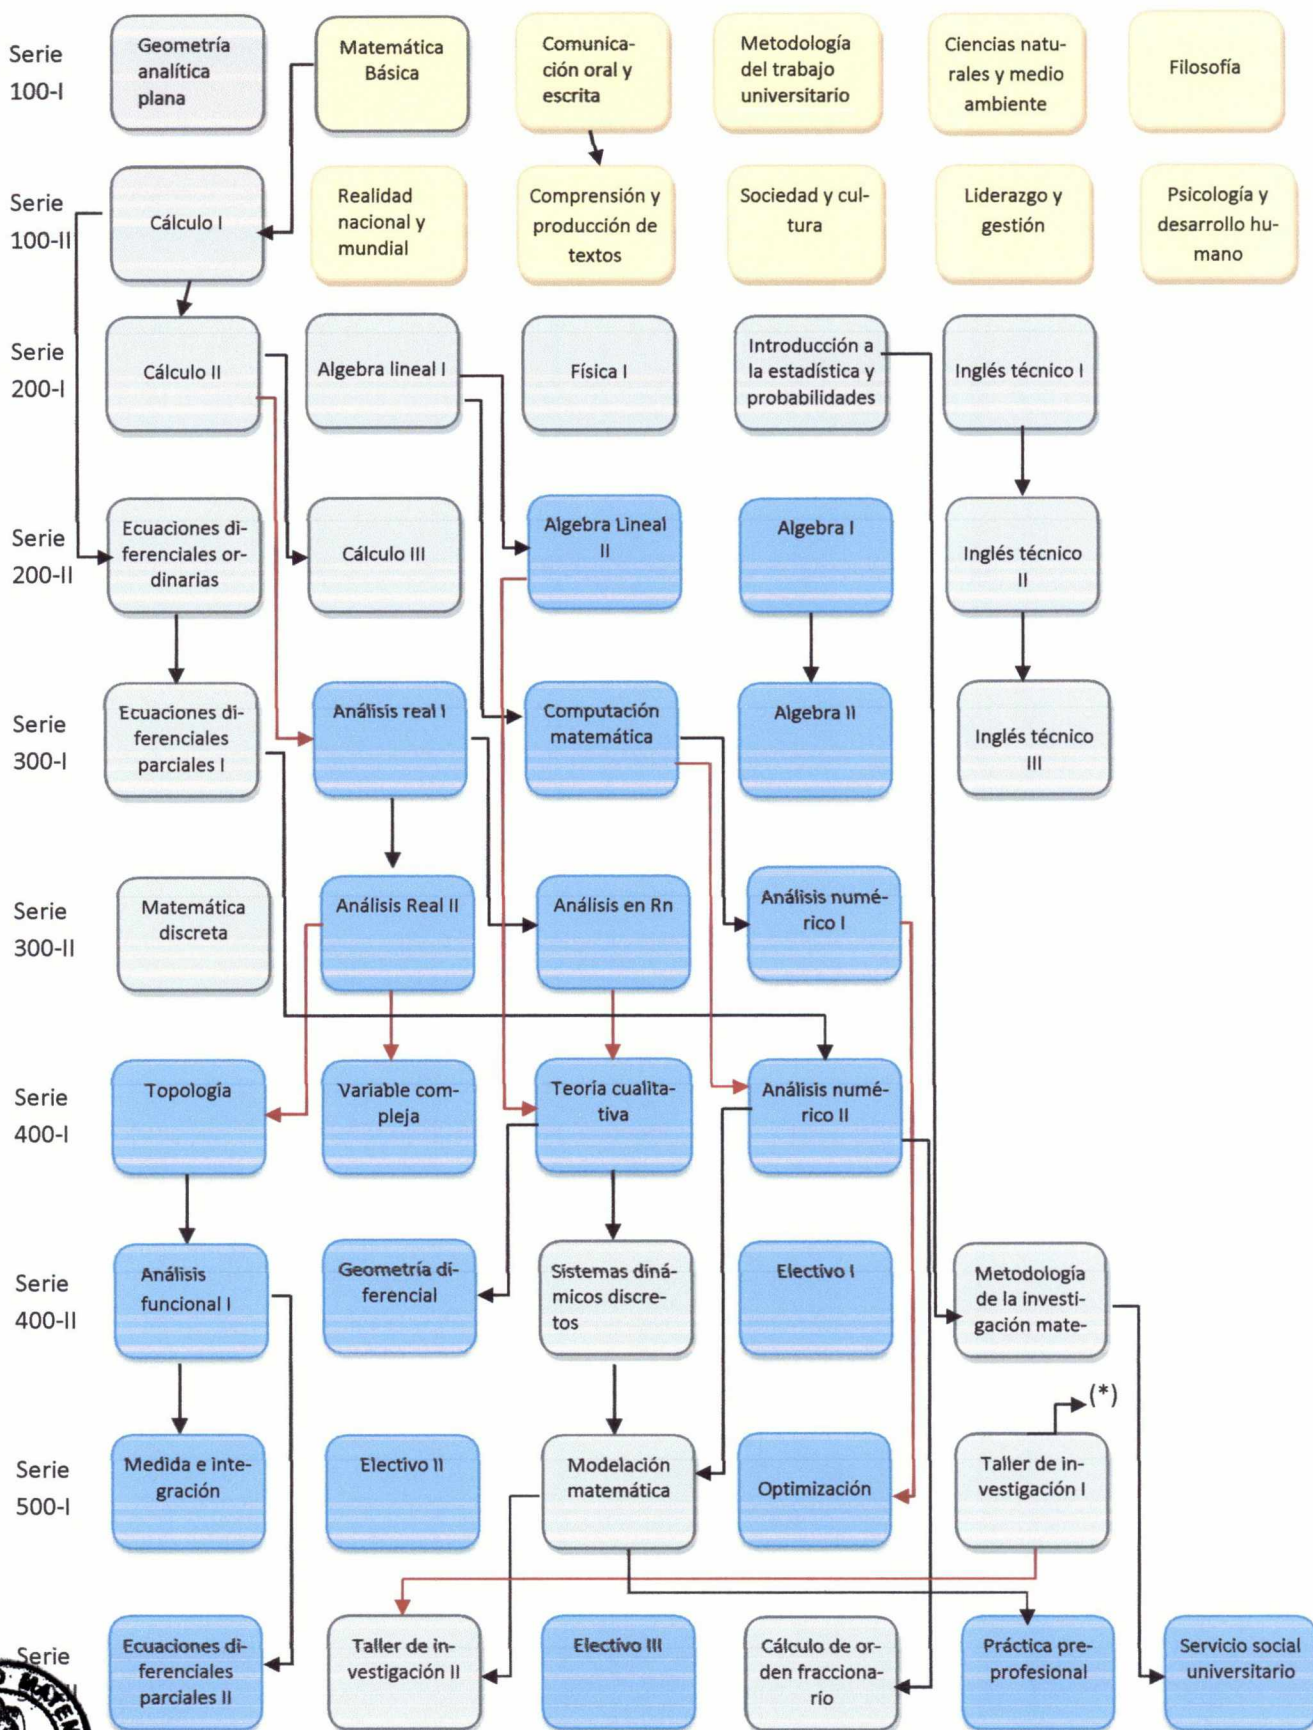 Serie
100-I
Geometría
analítica
plana
Matemática
Básica
Comunica-
ción oral y
escrita
Metodología
del trabajo
universitario
Ciencias natu-
rales y medio
ambiente
Filosofía
Serie
100-II
Cálculo I
Realidad
nacional y
mundial
Comprensión y
producción de
textos
Sociedad y cul-
tura
Liderazgo y
gestión
Psicología y
desarrollo hu-
mano
Serie
200-I
Cálculo II
Algebra lineal I
Física I
Introducción a
la estadística y
probabilidades
Inglés técnico I
Serie
200-II
Ecuaciones di-
ferenciales or-
dinarias
Cálculo III
Algebra Lineal
II
Algebra I
Inglés técnico
II
Serie
300-I
Ecuaciones di-
ferenciales
parciales I
Análisis real I
Computación
matemática
Algebra II
Inglés técnico
III
Serie
300-II
Matemática
discreta
Análisis Real II
Análisis en Rn
Análisis numé-
rico I
Serie
400-I
Topología
Variable com-
pleja
Teoría cualita-
tiva
Análisis numé-
rico II
Serie
400-II
Análisis
funcional I
Geometría di-
ferencial
Sistemas diná-
micos discre-
tos
Electivo I
Metodología
de la investi-
gación mate-
(*)
Serie
500-I
Medida e inte-
gración
Electivo II
Modelación
matemática
Optimización
Taller de in-
vestigación I
Serie
Ecuaciones di-
ferenciales
parciales II
Taller de in-
vestigación II
Electivo III
Cálculo de or-
den fracciona-
río
Práctica pre-
profesional
Servicio social
universitario